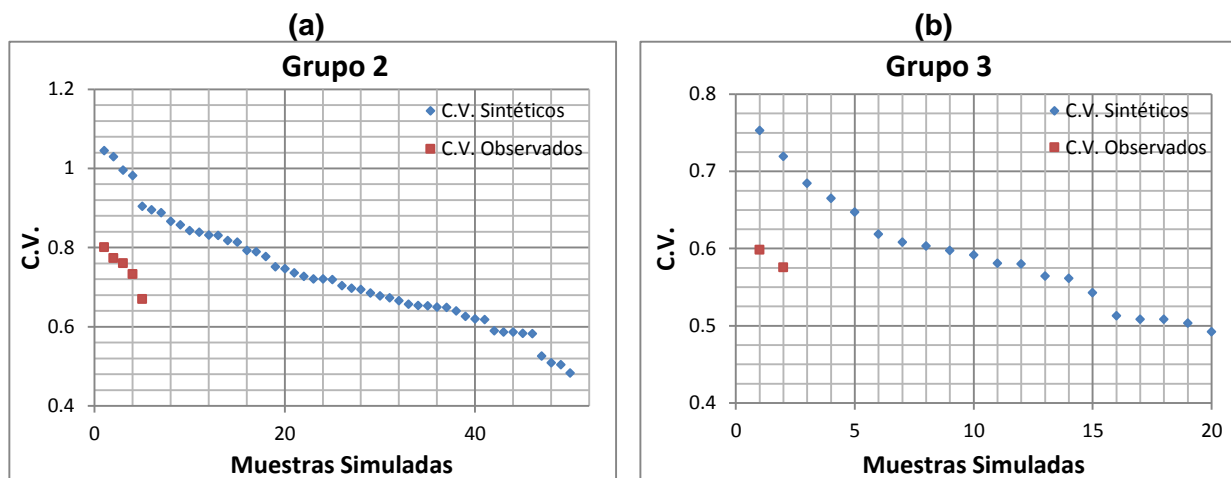 (a)
Grupo 2
1.2
1
0.8
0.6
0.4
C.V.
C.V. Sintéticos
C.V. Observados
0 20 40
Muestras Simuladas
(b)
Grupo 3
0.8
0.7
0.6
0.5
0.4
C.V.
C.V. Sintéticos
C.V. Observados
0 5 10 15 20
Muestras Simuladas